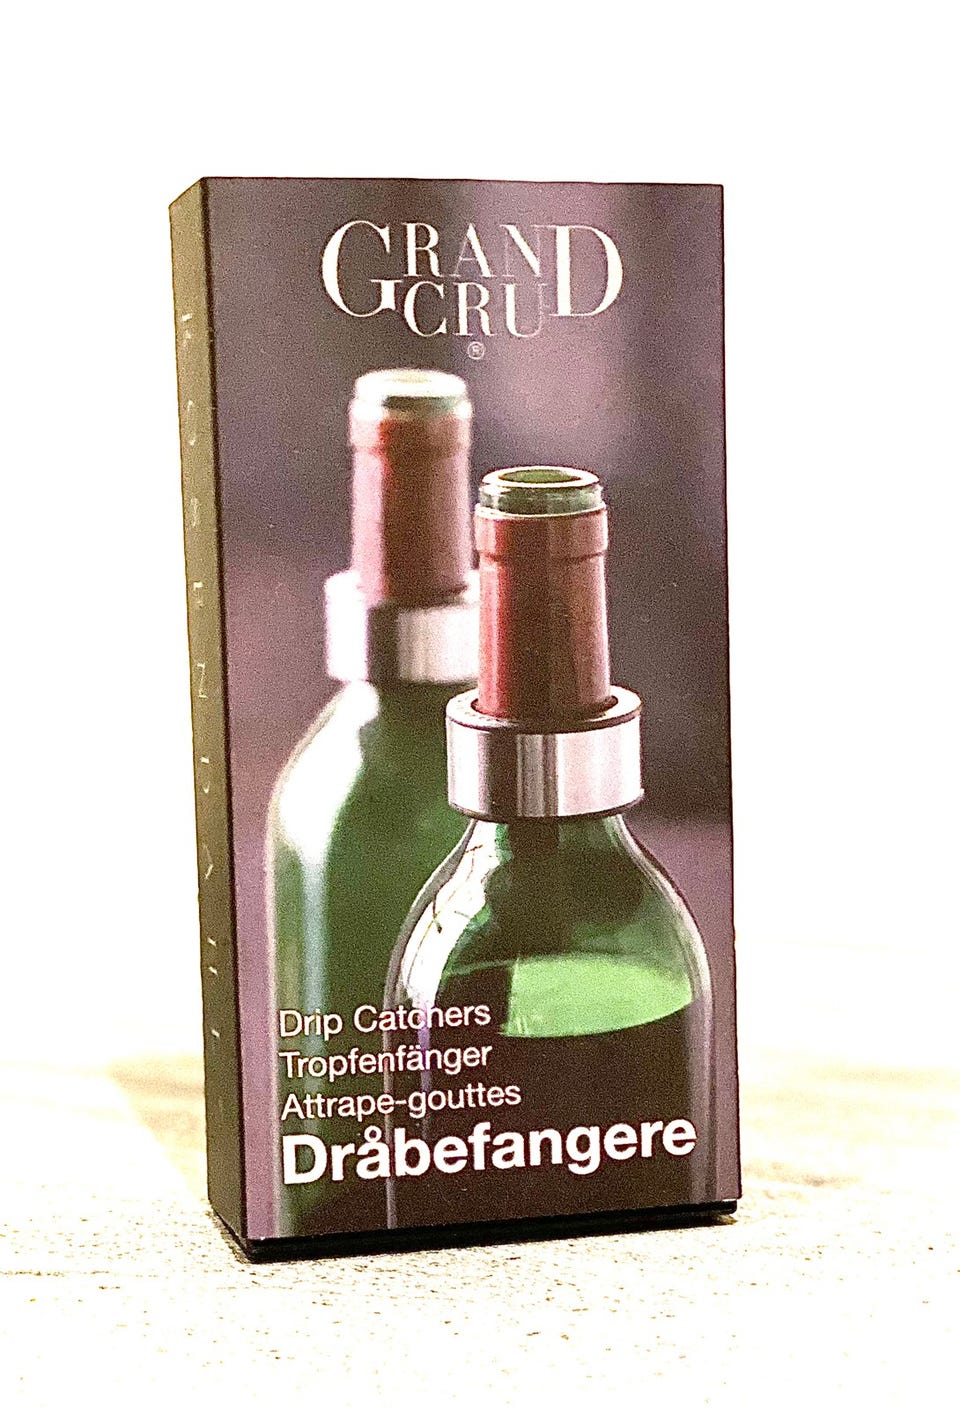 GRAND
CRU
®
Drip Catchers
Tropfenfänger
Attrape-gouttes
Dråbefangere